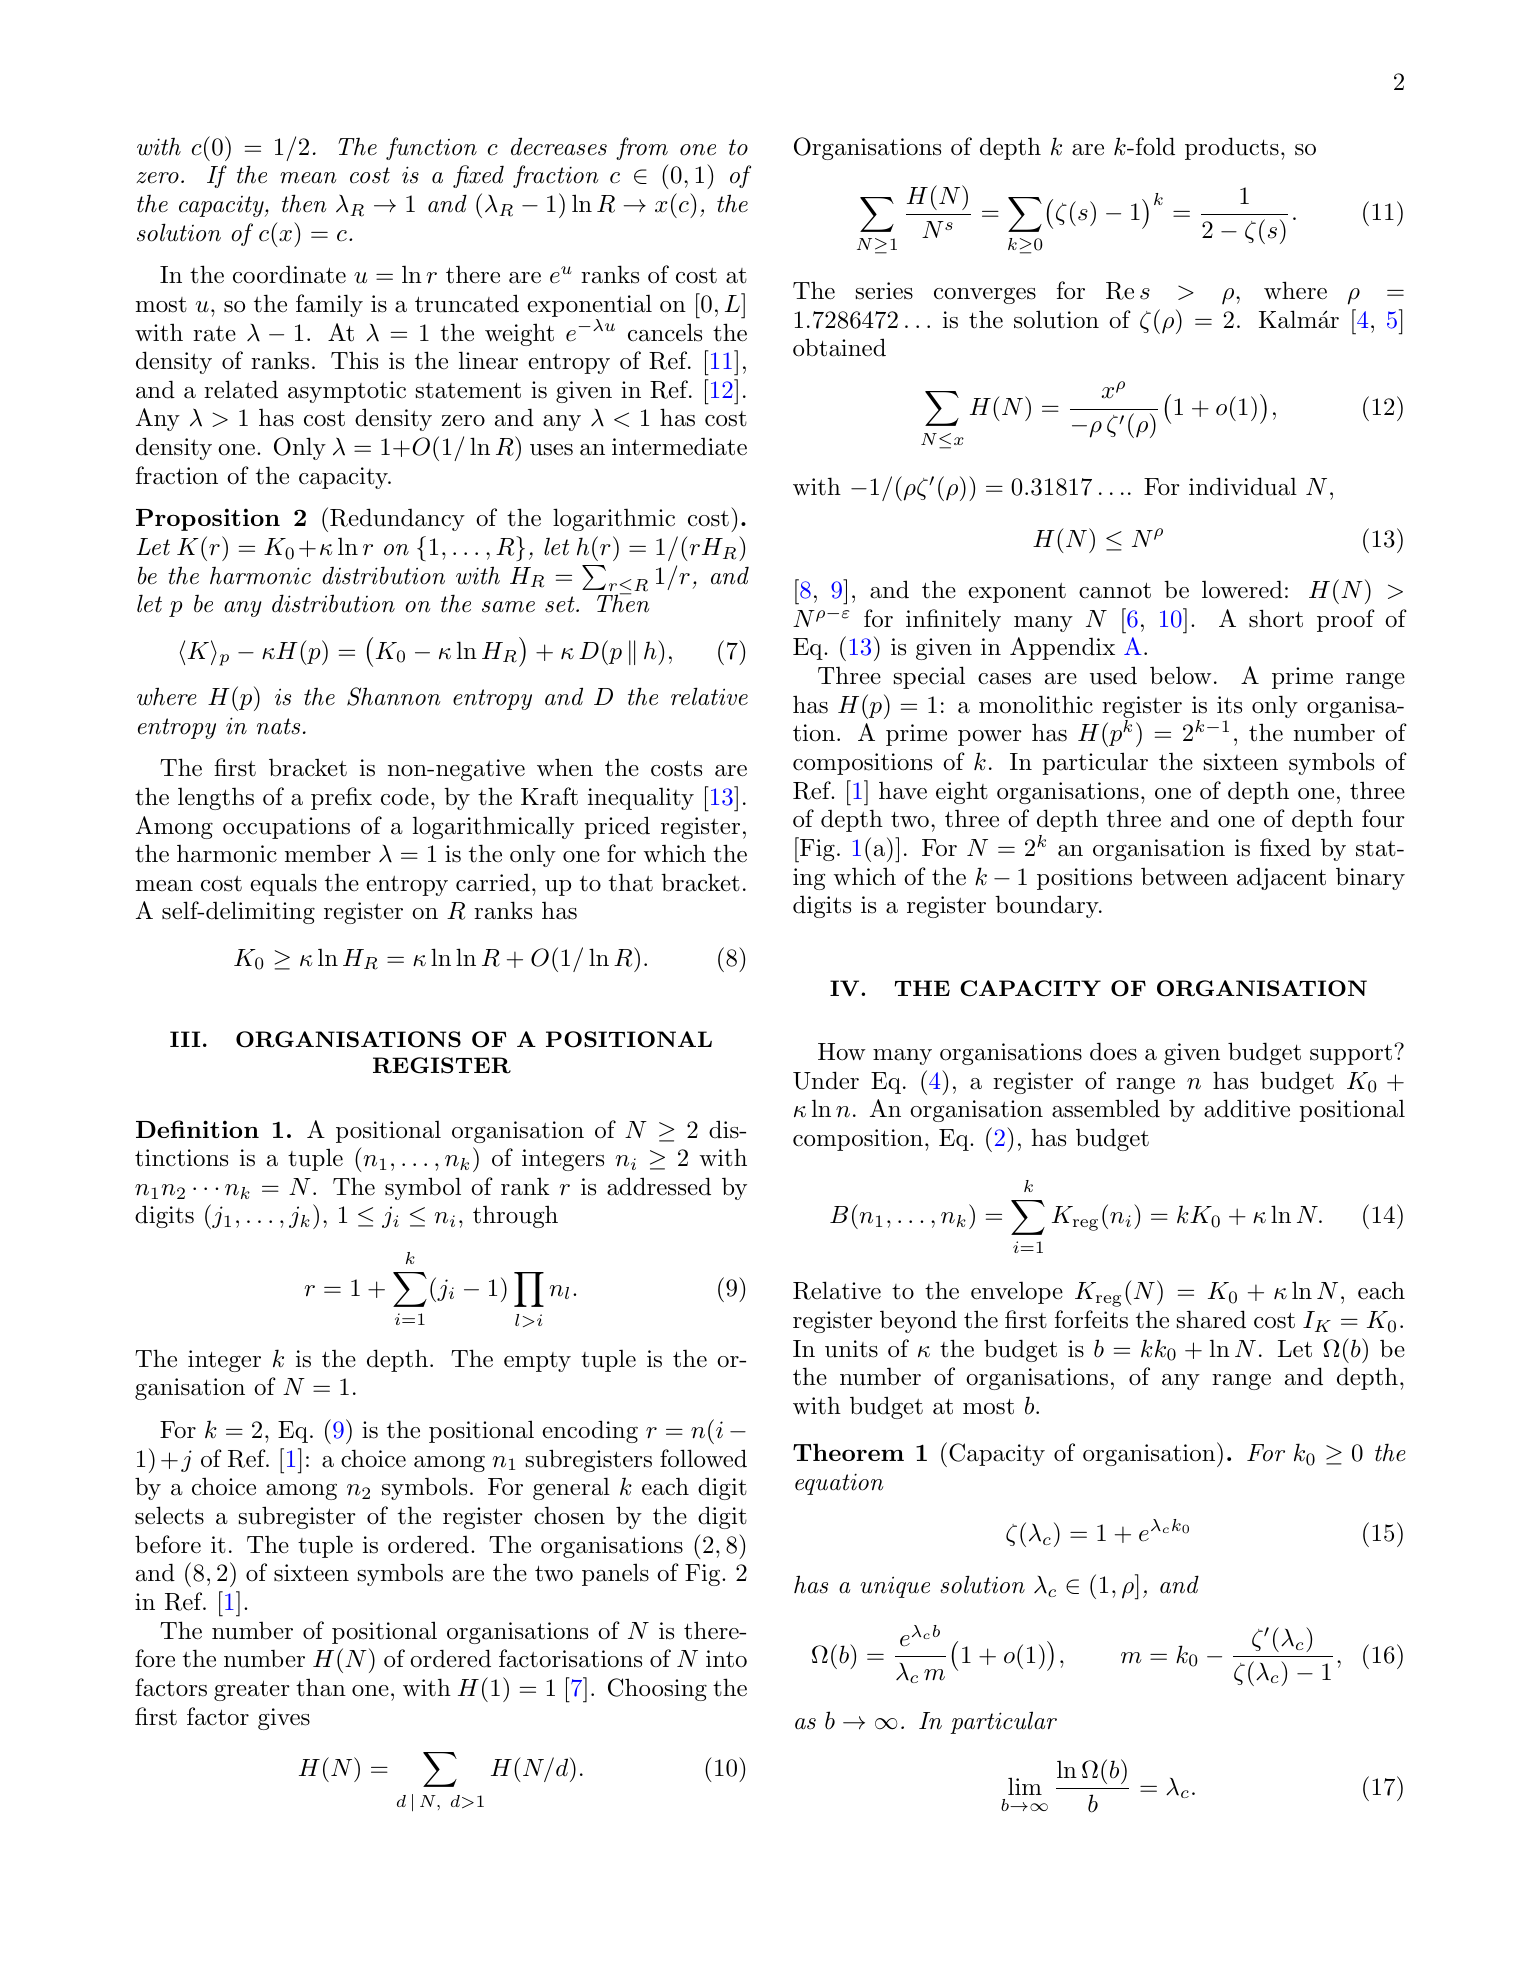 2
with c(0) = 1/2. The function c decreases from one to
zero. If the mean cost is a fixed fraction c ∈ (0, 1) of
the capacity, then λ_R → 1 and (λ_R − 1) ln R → x(c), the
solution of c(x) = c.
In the coordinate u = ln r there are e^u ranks of cost at
most u, so the family is a truncated exponential on [0, L]
with rate λ − 1. At λ = 1 the weight e^{−λu} cancels the
density of ranks. This is the linear entropy of Ref. [11],
and a related asymptotic statement is given in Ref. [12].
Any λ > 1 has cost density zero and any λ < 1 has cost
density one. Only λ = 1+O(1/ ln R) uses an intermediate
fraction of the capacity.
Proposition 2 (Redundancy of the logarithmic cost).
Let K(r) = K_0+κ ln r on {1, . . . , R}, let h(r) = 1/(rH_R)
be the harmonic distribution with H_R = ∑_{r≤R} 1/r, and
let p be any distribution on the same set. Then
⟨K⟩_p − κH(p) = (K_0 − κ ln H_R) + κ D(p ∥ h), (7)
where H(p) is the Shannon entropy and D the relative
entropy in nats.
The first bracket is non-negative when the costs are
the lengths of a prefix code, by the Kraft inequality [13].
Among occupations of a logarithmically priced register,
the harmonic member λ = 1 is the only one for which the
mean cost equals the entropy carried, up to that bracket.
A self-delimiting register on R ranks has
K_0 ≥ κ ln H_R = κ ln ln R + O(1/ ln R). (8)
III. ORGANISATIONS OF A POSITIONAL
REGISTER
Definition 1. A positional organisation of N ≥ 2 dis-
tinctions is a tuple (n_1, . . . , n_k) of integers n_i ≥ 2 with
n_1n_2 · · · n_k = N. The symbol of rank r is addressed by
digits (j_1, . . . , j_k), 1 ≤ j_i ≤ n_i, through
r = 1 + ∑_{i=1}^{k} (j_i − 1) ∏_{l>i} n_l. (9)
The integer k is the depth. The empty tuple is the or-
ganisation of N = 1.
For k = 2, Eq. (9) is the positional encoding r = n(i −
1)+j of Ref. [1]: a choice among n_1 subregisters followed
by a choice among n_2 symbols. For general k each digit
selects a subregister of the register chosen by the digit
before it. The tuple is ordered. The organisations (2, 8)
and (8, 2) of sixteen symbols are the two panels of Fig. 2
in Ref. [1].
The number of positional organisations of N is there-
fore the number H(N) of ordered factorisations of N into
factors greater than one, with H(1) = 1 [7]. Choosing the
first factor gives
H(N) = ∑_{d | N, d>1} H(N/d). (10)
Organisations of depth k are k-fold products, so
∑_{N≥1} H(N)/N^s = ∑_{k≥0} (ζ(s) − 1)^k = 1/(2 − ζ(s)). (11)
The series converges for Re s > ρ, where ρ =
1.7286472 . . . is the solution of ζ(ρ) = 2. Kalmár [4, 5]
obtained
∑_{N≤x} H(N) = x^ρ/(−ρ ζ′(ρ)) (1 + o(1)), (12)
with −1/(ρζ′(ρ)) = 0.31817 . . .. For individual N,
H(N) ≤ N^ρ (13)
[8, 9], and the exponent cannot be lowered: H(N) >
N^{ρ−ε} for infinitely many N [6, 10]. A short proof of
Eq. (13) is given in Appendix A.
Three special cases are used below. A prime range
has H(p) = 1: a monolithic register is its only organisa-
tion. A prime power has H(p^k) = 2^{k−1}, the number of
compositions of k. In particular the sixteen symbols of
Ref. [1] have eight organisations, one of depth one, three
of depth two, three of depth three and one of depth four
[Fig. 1(a)]. For N = 2^k an organisation is fixed by stat-
ing which of the k − 1 positions between adjacent binary
digits is a register boundary.
IV. THE CAPACITY OF ORGANISATION
How many organisations does a given budget support?
Under Eq. (4), a register of range n has budget K_0 +
κ ln n. An organisation assembled by additive positional
composition, Eq. (2), has budget
B(n_1, . . . , n_k) = ∑_{i=1}^{k} K_reg(n_i) = kK_0 + κ ln N. (14)
Relative to the envelope K_reg(N) = K_0 + κ ln N, each
register beyond the first forfeits the shared cost I_K = K_0.
In units of κ the budget is b = kk_0 + ln N. Let Ω(b) be
the number of organisations, of any range and depth,
with budget at most b.
Theorem 1 (Capacity of organisation). For k_0 ≥ 0 the
equation
ζ(λ_c) = 1 + e^{λ_c k_0} (15)
has a unique solution λ_c ∈ (1, ρ], and
Ω(b) = e^{λ_c b}/(λ_c m) (1 + o(1)), m = k_0 − ζ′(λ_c)/(ζ(λ_c) − 1), (16)
as b → ∞. In particular
lim_{b→∞} ln Ω(b)/b = λ_c. (17)